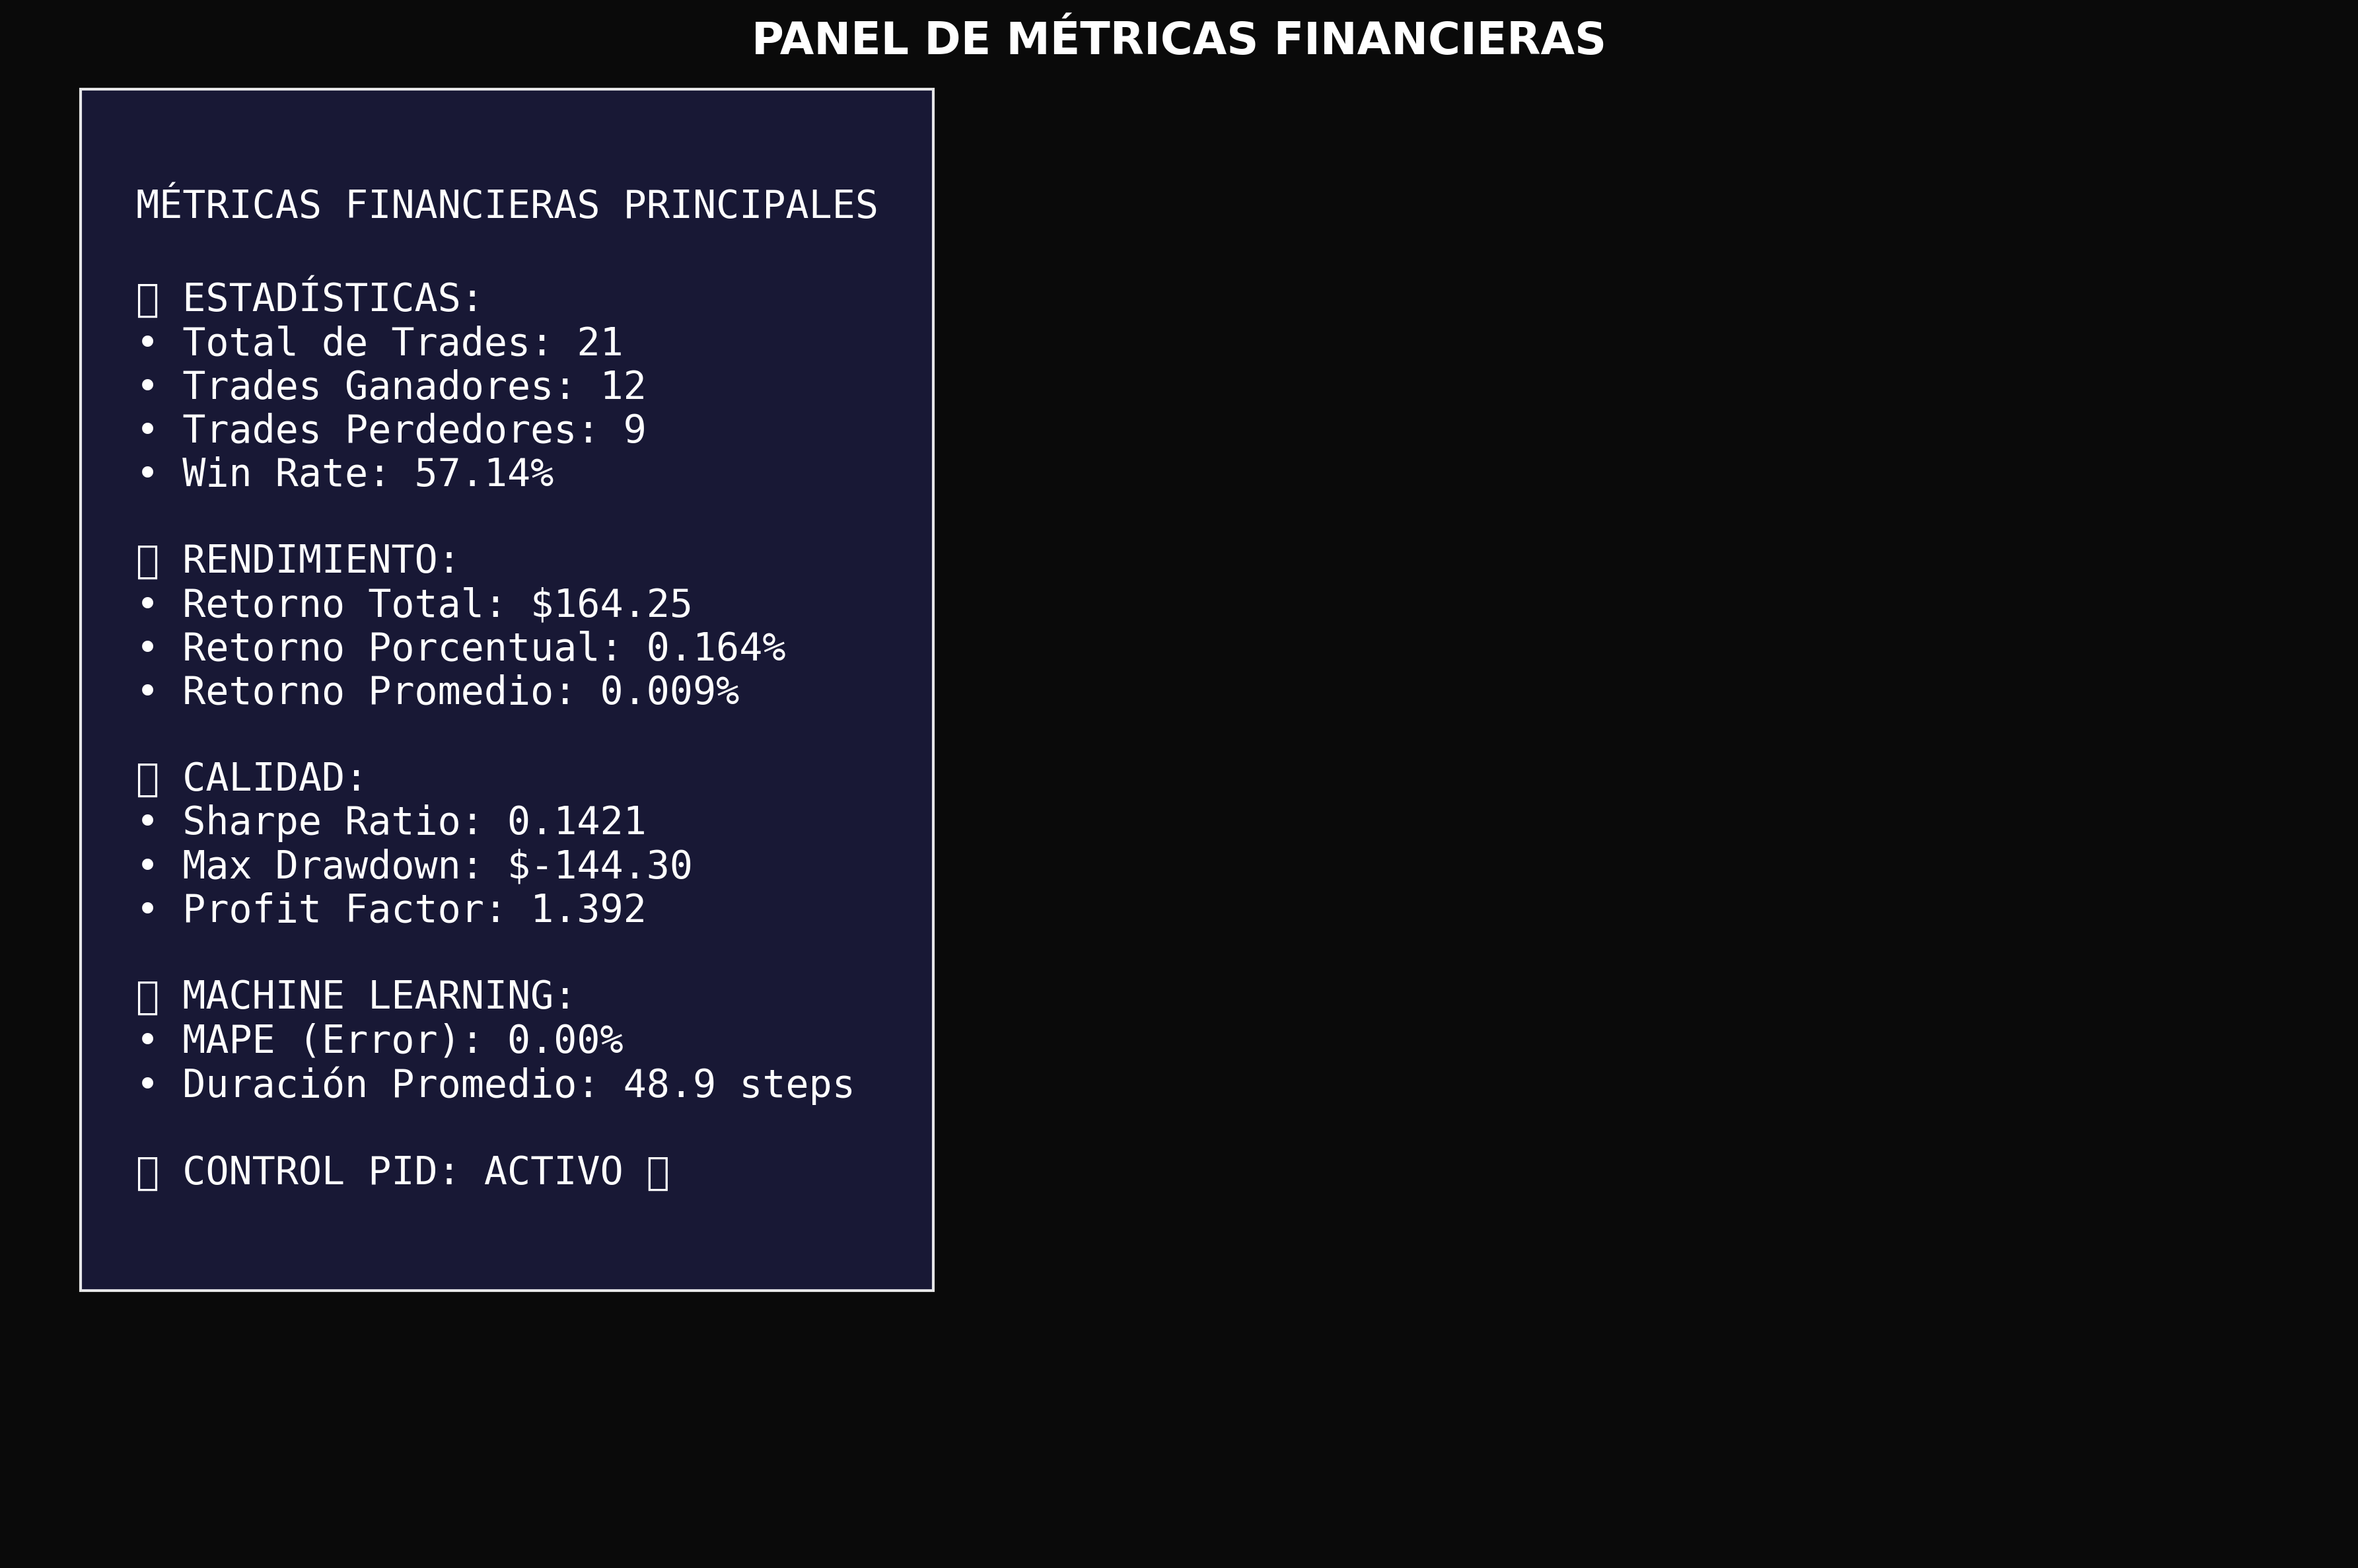 PANEL DE MÉTRICAS FINANCIERAS
MÉTRICAS FINANCIERAS PRINCIPALES
▯ ESTADÍSTICAS:
• Total de Trades: 21
• Trades Ganadores: 12
• Trades Perdedores: 9
• Win Rate: 57.14%
▯ RENDIMIENTO:
• Retorno Total: $164.25
• Retorno Porcentual: 0.164%
• Retorno Promedio: 0.009%
▯ CALIDAD:
• Sharpe Ratio: 0.1421
• Max Drawdown: $-144.30
• Profit Factor: 1.392
▯ MACHINE LEARNING:
• MAPE (Error): 0.00%
• Duración Promedio: 48.9 steps
▯ CONTROL PID: ACTIVO ▯